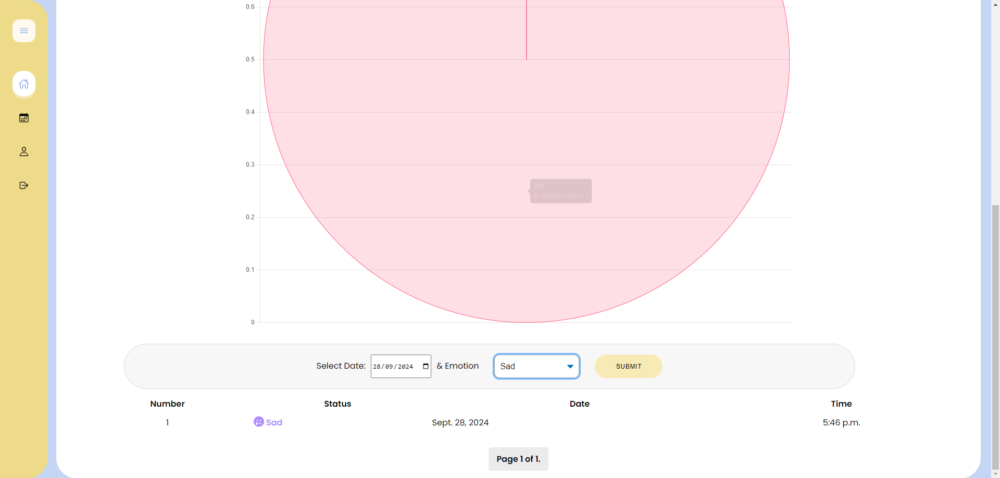 0.6
0.5
0.4
0.3
sad
Emotion Count: 1
0.2
0.1
0
Select Date: 28/09/2024 & Emotion Sad SUBMIT
Number Status Date Time
1 Sad Sept. 28, 2024 5:46 p.m.
Page 1 of 1.